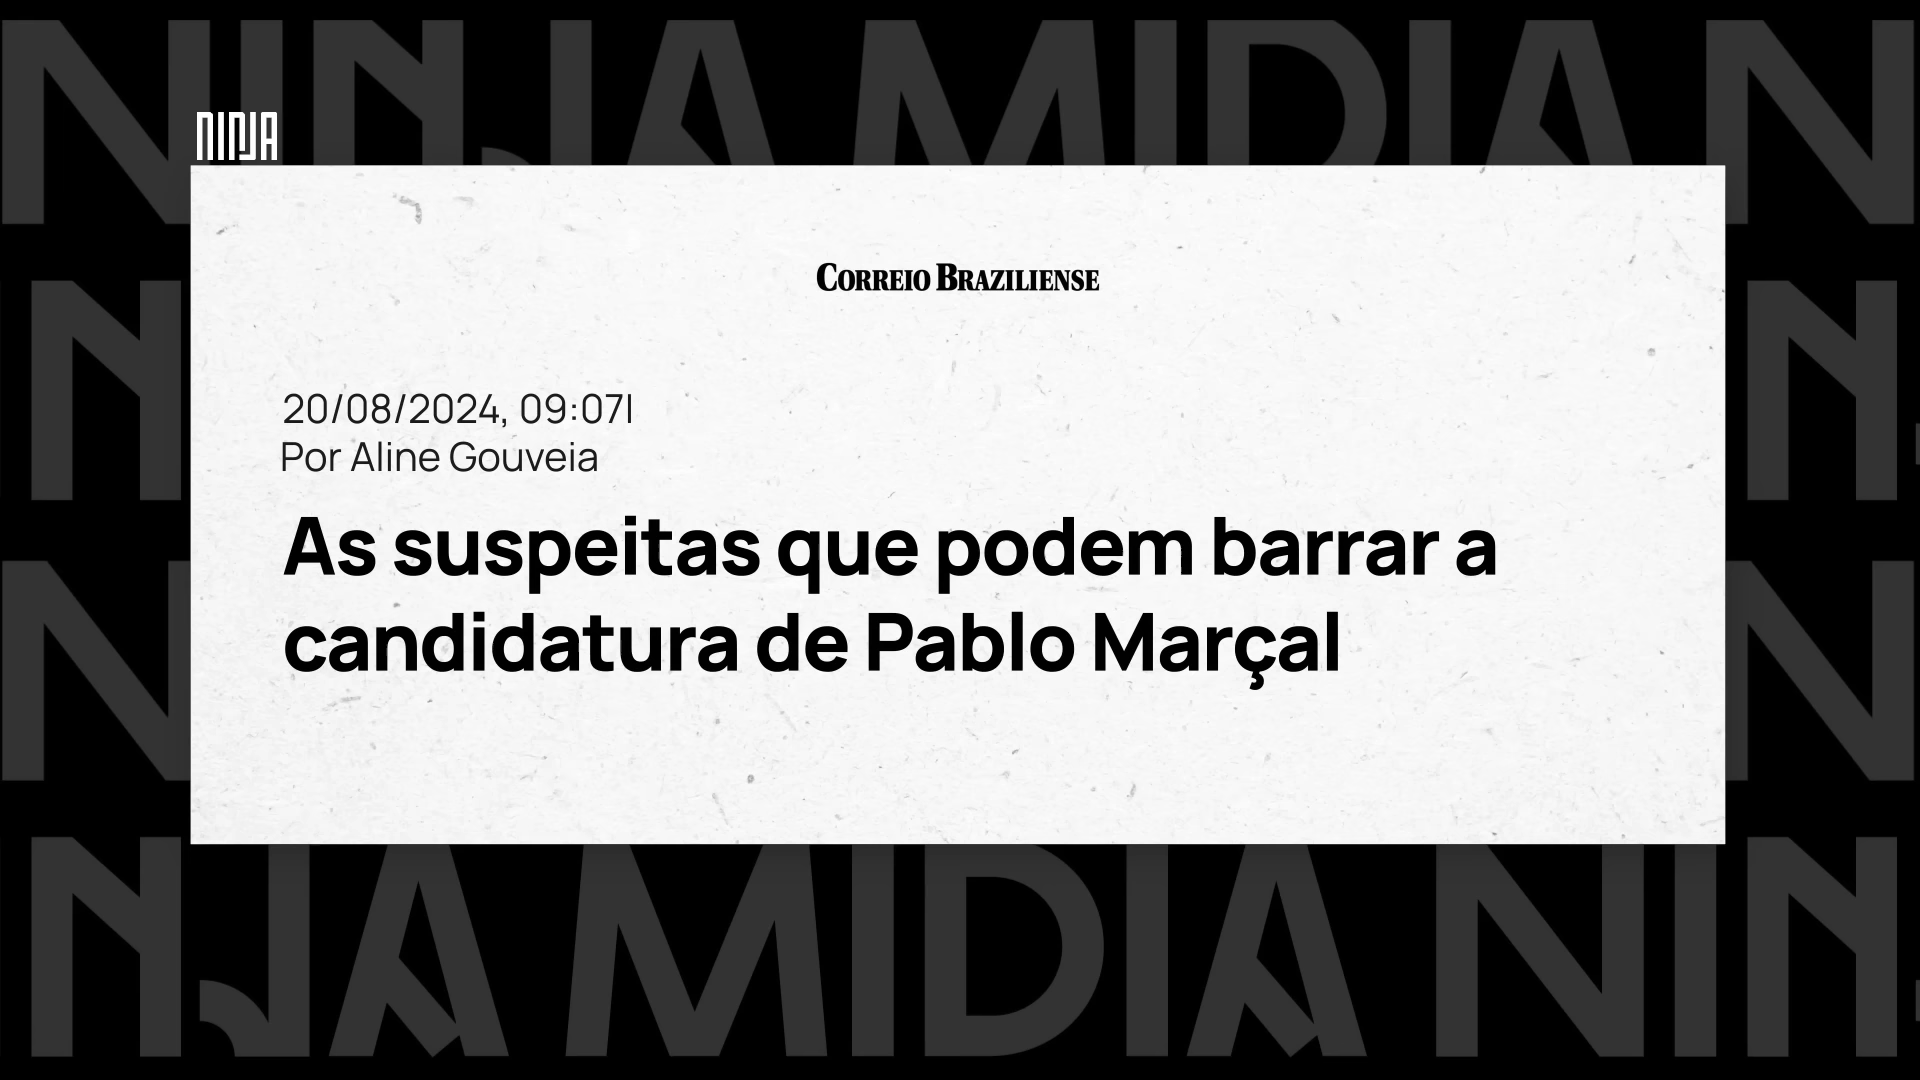 NINJA MIDIA N
NINJA
CORREIO BRAZILIENSE
20/08/2024, 09:07|
Por Aline Gouveia
As suspeitas que podem barrar a
candidatura de Pablo Marçal
NJA MIDIA NIN